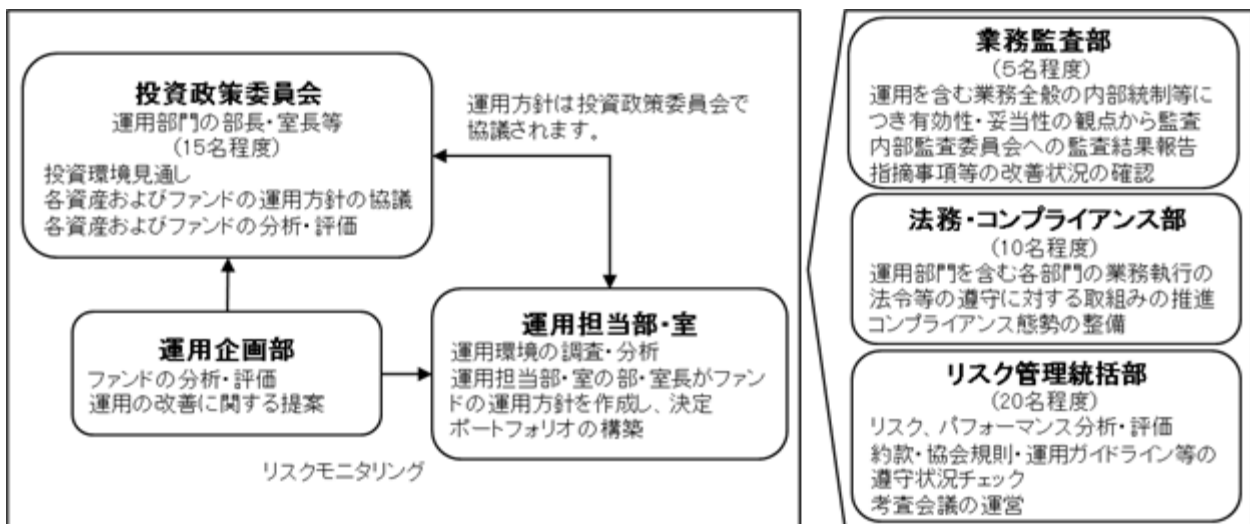 投資政策委員会
運用部門の部長・室長等
(15名程度)
投資環境見通し
各資産およびファンドの運用方針の協議
各資産およびファンドの分析・評価
運用方針は投資政策委員会で
協議されます。
運用企画部
ファンドの分析・評価
運用の改善に関する提案
運用担当部・室
運用環境の調査・分析
運用担当部・室の部・室長がファン
ドの運用方針を作成し、決定
ポートフォリオの構築
リスクモニタリング
業務監査部
(5名程度)
運用を含む業務全般の内部統制等に
つき有効性・妥当性の観点から監査
内部監査委員会への監査結果報告
指摘事項等の改善状況の確認
法務・コンプライアンス部
(10名程度)
運用部門を含む各部門の業務執行の
法令等の遵守に対する取組みの推進
コンプライアンス態勢の整備
リスク管理統括部
(20名程度)
リスク、パフォーマンス分析・評価
約款・協会規則・運用ガイドライン等の
遵守状況チェック
考査会議の運営